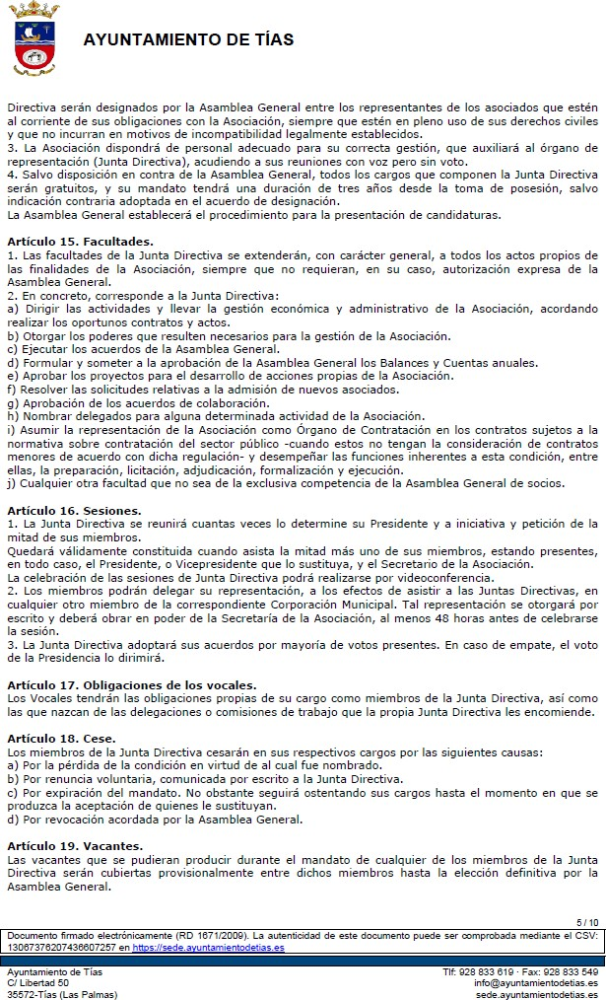 AYUNTAMIENTO DE TÍAS
Directiva serán designados por la Asamblea General entre los representantes de los asociados que estén
al corriente de sus obligaciones con la Asociación, siempre que estén en pleno uso de sus derechos civiles
y que no incurran en motivos de incompatibilidad legalmente establecidos.
3. La Asociación dispondrá de personal adecuado para su correcta gestión, que auxiliará al órgano de
representación (Junta Directiva), acudiendo a sus reuniones con voz pero sin voto.
4. Salvo disposición en contra de la Asamblea General, todos los cargos que componen la Junta Directiva
serán gratuitos, y su mandato tendrá una duración de tres años desde la toma de posesión, salvo
indicación contraria adoptada en el acuerdo de designación.
La Asamblea General establecerá el procedimiento para la presentación de candidaturas.
Artículo 15. Facultades.
1. Las facultades de la Junta Directiva se extenderán, con carácter general, a todos los actos propios de
las finalidades de la Asociación, siempre que no requieran, en su caso, autorización expresa de la
Asamblea General.
2. En concreto, corresponde a la Junta Directiva:
a) Dirigir las actividades y llevar la gestión económica y administrativo de la Asociación, acordando
realizar los oportunos contratos y actos.
b) Otorgar los poderes que resulten necesarios para la gestión de la Asociación.
c) Ejecutar los acuerdos de la Asamblea General.
d) Formular y someter a la aprobación de la Asamblea General los Balances y Cuentas anuales.
e) Aprobar los proyectos para el desarrollo de acciones propias de la Asociación.
f) Resolver las solicitudes relativas a la admisión de nuevos asociados.
g) Aprobación de los acuerdos de colaboración.
h) Nombrar delegados para alguna determinada actividad de la Asociación.
i) Asumir la representación de la Asociación como Órgano de Contratación en los contratos sujetos a la
normativa sobre contratación del sector público -cuando estos no tengan la consideración de contratos
menores de acuerdo con dicha regulación- y desempeñar las funciones inherentes a esta condición, entre
ellas, la preparación, licitación, adjudicación, formalización y ejecución.
j) Cualquier otra facultad que no sea de la exclusiva competencia de la Asamblea General de socios.
Artículo 16. Sesiones.
1. La Junta Directiva se reunirá cuantas veces lo determine su Presidente y a iniciativa y petición de la
mitad de sus miembros.
Quedará válidamente constituida cuando asista la mitad más uno de sus miembros, estando presentes,
en todo caso, el Presidente, o Vicepresidente que lo sustituya, y el Secretario de la Asociación.
La celebración de las sesiones de Junta Directiva podrá realizarse por videoconferencia.
2. Los miembros podrán delegar su representación, a los efectos de asistir a las Juntas Directivas, en
cualquier otro miembro de la correspondiente Corporación Municipal. Tal representación se otorgará por
escrito y deberá obrar en poder de la Secretaría de la Asociación, al menos 48 horas antes de celebrarse
la sesión.
3. La Junta Directiva adoptará sus acuerdos por mayoría de votos presentes. En caso de empate, el voto
de la Presidencia lo dirimirá.
Artículo 17. Obligaciones de los vocales.
Los Vocales tendrán las obligaciones propias de su cargo como miembros de la Junta Directiva, así como
las que nazcan de las delegaciones o comisiones de trabajo que la propia Junta Directiva les encomiende.
Artículo 18. Cese.
Los miembros de la Junta Directiva cesarán en sus respectivos cargos por las siguientes causas:
a) Por la pérdida de la condición en virtud de al cual fue nombrado.
b) Por renuncia voluntaria, comunicada por escrito a la Junta Directiva.
c) Por expiración del mandato. No obstante seguirá ostentando sus cargos hasta el momento en que se
produzca la aceptación de quienes le sustituyan.
d) Por revocación acordada por la Asamblea General.
Artículo 19. Vacantes.
Las vacantes que se pudieran producir durante el mandato de cualquier de los miembros de la Junta
Directiva serán cubiertas provisionalmente entre dichos miembros hasta la elección definitiva por la
Asamblea General.
5 / 10
Documento firmado electrónicamente (RD 1671/2009). La autenticidad de este documento puede ser comprobada mediante el CSV:
13067376207436607257 en https://sede.ayuntamientodetias.es
Ayuntamiento de Tías
C/ Libertad 50
35572-Tías (Las Palmas)
Tlf: 928 833 619 · Fax: 928 833 549
info@ayuntamientodetias.es
sede.ayuntamientodetias.es